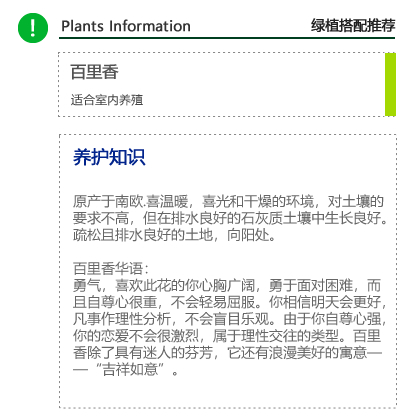 ! Plants Information 绿植搭配推荐
百里香
适合室内养殖
养护知识
原产于南欧.喜温暖，喜光和干燥的环境，对土壤的
要求不高，但在排水良好的石灰质土壤中生长良好。
疏松且排水良好的土地，向阳处。
百里香华语：
勇气，喜欢此花的你心胸广阔，勇于面对困难，而
且自尊心很重，不会轻易屈服。你相信明天会更好，
凡事作理性分析，不会盲目乐观。由于你自尊心强，
你的恋爱不会很激烈，属于理性交往的类型。百里
香除了具有迷人的芬芳，它还有浪漫美好的寓意—
—“吉祥如意”。